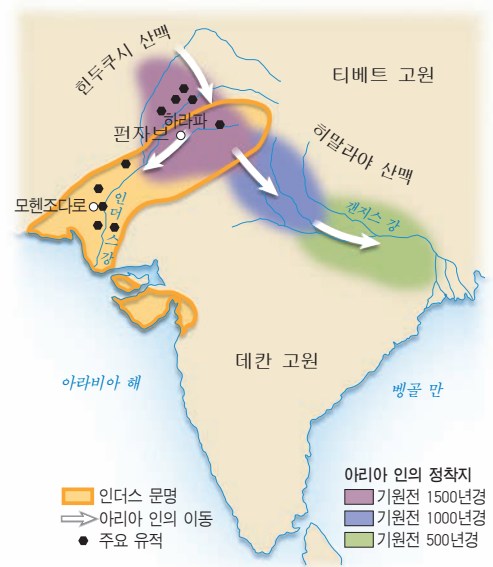 힌두쿠시 산맥
티베트 고원
하라파
펀자브
히말라야 산맥
모헨조다로
인더스 강
갠지스 강
데칸 고원
아라비아 해
벵골 만
인더스 문명
아리아 인의 이동
주요 유적
아리아 인의 정착지
기원전 1500년경
기원전 1000년경
기원전 500년경